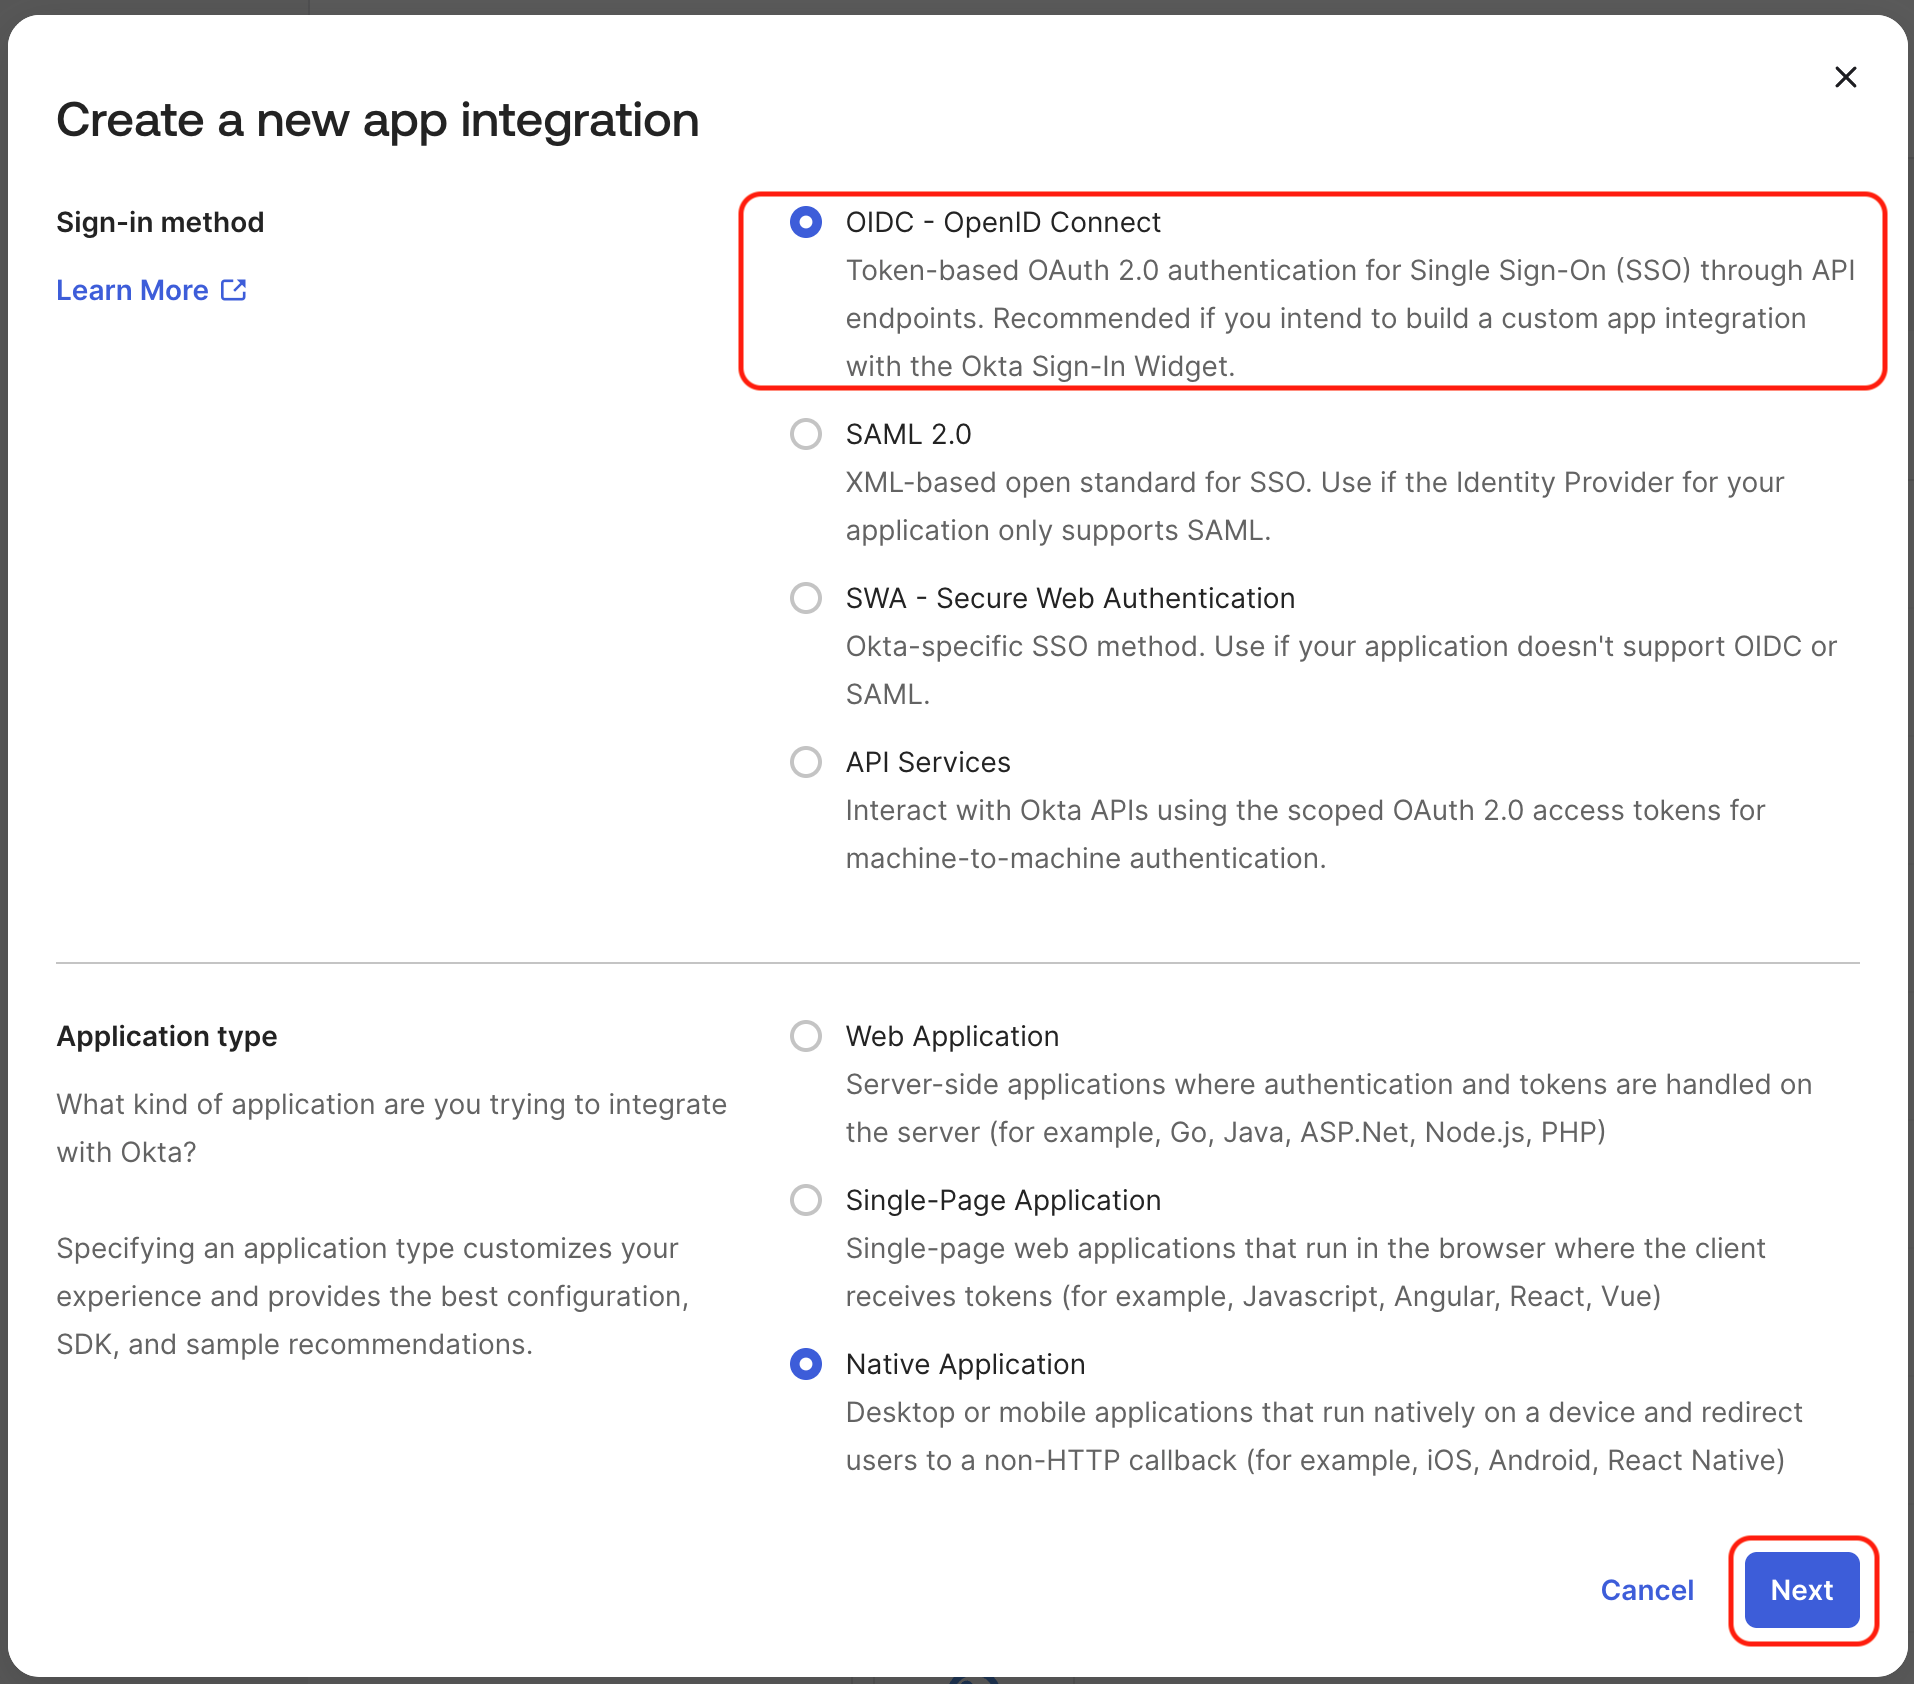 Create a new app integration
Sign-in method
Learn More
OIDC - OpenID Connect
Token-based OAuth 2.0 authentication for Single Sign-On (SSO) through API
endpoints. Recommended if you intend to build a custom app integration
with the Okta Sign-In Widget.
SAML 2.0
XML-based open standard for SSO. Use if the Identity Provider for your
application only supports SAML.
SWA - Secure Web Authentication
Okta-specific SSO method. Use if your application doesn't support OIDC or
SAML.
API Services
Interact with Okta APIs using the scoped OAuth 2.0 access tokens for
machine-to-machine authentication.
Application type
What kind of application are you trying to integrate
with Okta?
Specifying an application type customizes your
experience and provides the best configuration,
SDK, and sample recommendations.
Web Application
Server-side applications where authentication and tokens are handled on
the server (for example, Go, Java, ASP.Net, Node.js, PHP)
Single-Page Application
Single-page web applications that run in the browser where the client
receives tokens (for example, Javascript, Angular, React, Vue)
Native Application
Desktop or mobile applications that run natively on a device and redirect
users to a non-HTTP callback (for example, iOS, Android, React Native)
Cancel
Next